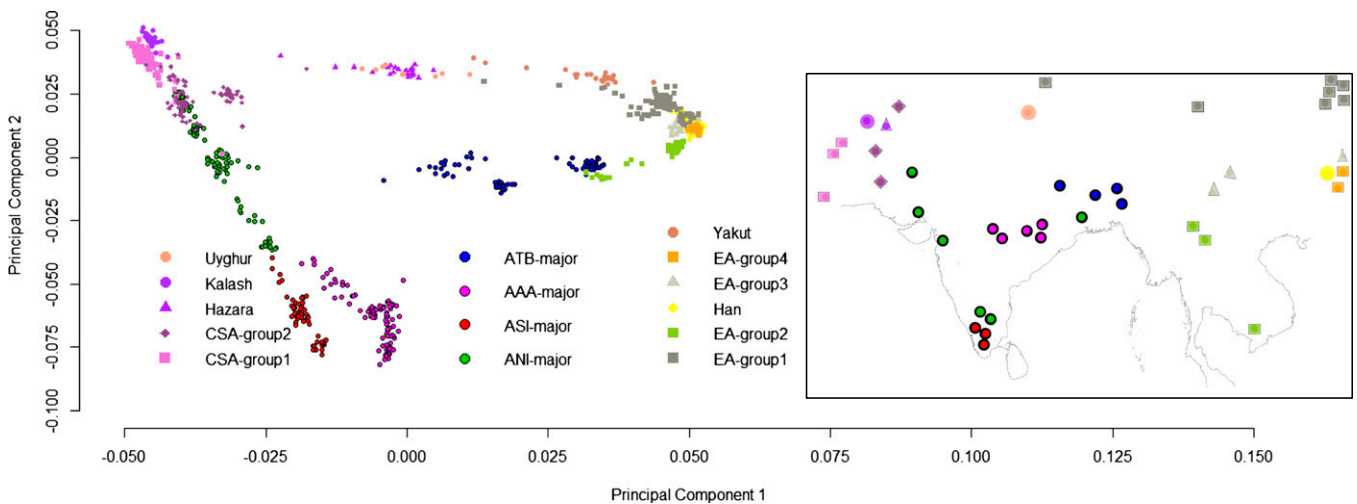 Principal Component 2
0.050
0.025
0.000
-0.025
-0.050
-0.075
-0.100
Uyghur
Kalash
Hazara
CSA-group2
CSA-group1
ATB-major
AAA-major
ASI-major
ANI-major
Yakut
EA-group4
EA-group3
Han
EA-group2
EA-group1
-0.050
-0.025
0.000
0.025
0.050
0.075
0.100
0.125
0.150
Principal Component 1